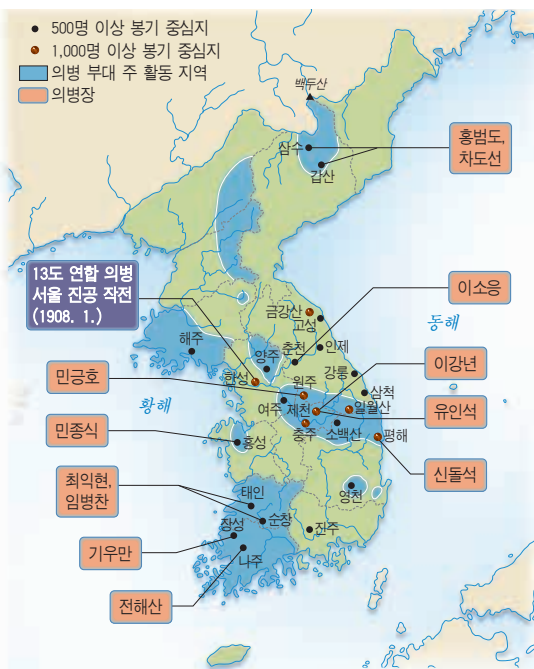 500명 이상 봉기 중심지
1,000명 이상 봉기 중심지
의병 부대 주 활동 지역
의병장
백두산
삼수
갑산
홍범도,
차도선
13도 연합 의병
서울 진공 작전
(1908. 1.)
이소응
금강산
고성
동해
해주
양주
춘천
인제
한성
강릉
이강년
민긍호
원주
삼척
황해
여주
제천
일월산
유인석
민종식
충주
소백산
평해
홍성
신돌석
최익현,
임병찬
태인
영천
장성
순창
진주
기우만
나주
전해산